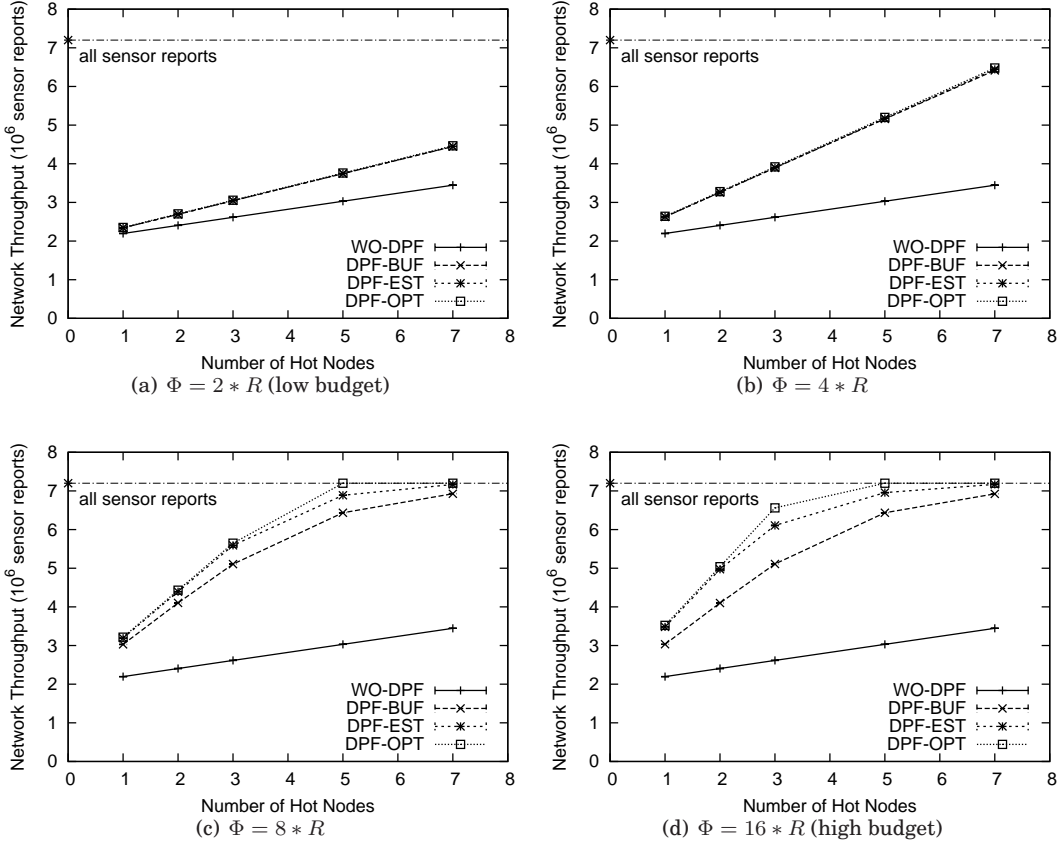 Network Throughput (10^6 sensor reports)
8
7
6
5
4
3
2
1
0
all sensor reports
WO-DPF
DPF-BUF
DPF-EST
DPF-OPT
0 1 2 3 4 5 6 7 8
Number of Hot Nodes
(a) Φ = 2 ∗ R (low budget)
Network Throughput (10^6 sensor reports)
8
7
6
5
4
3
2
1
0
all sensor reports
WO-DPF
DPF-BUF
DPF-EST
DPF-OPT
0 1 2 3 4 5 6 7 8
Number of Hot Nodes
(b) Φ = 4 ∗ R
Network Throughput (10^6 sensor reports)
8
7
6
5
4
3
2
1
0
all sensor reports
WO-DPF
DPF-BUF
DPF-EST
DPF-OPT
0 1 2 3 4 5 6 7 8
Number of Hot Nodes
(c) Φ = 8 ∗ R
Network Throughput (10^6 sensor reports)
8
7
6
5
4
3
2
1
0
all sensor reports
WO-DPF
DPF-BUF
DPF-EST
DPF-OPT
0 1 2 3 4 5 6 7 8
Number of Hot Nodes
(d) Φ = 16 ∗ R (high budget)